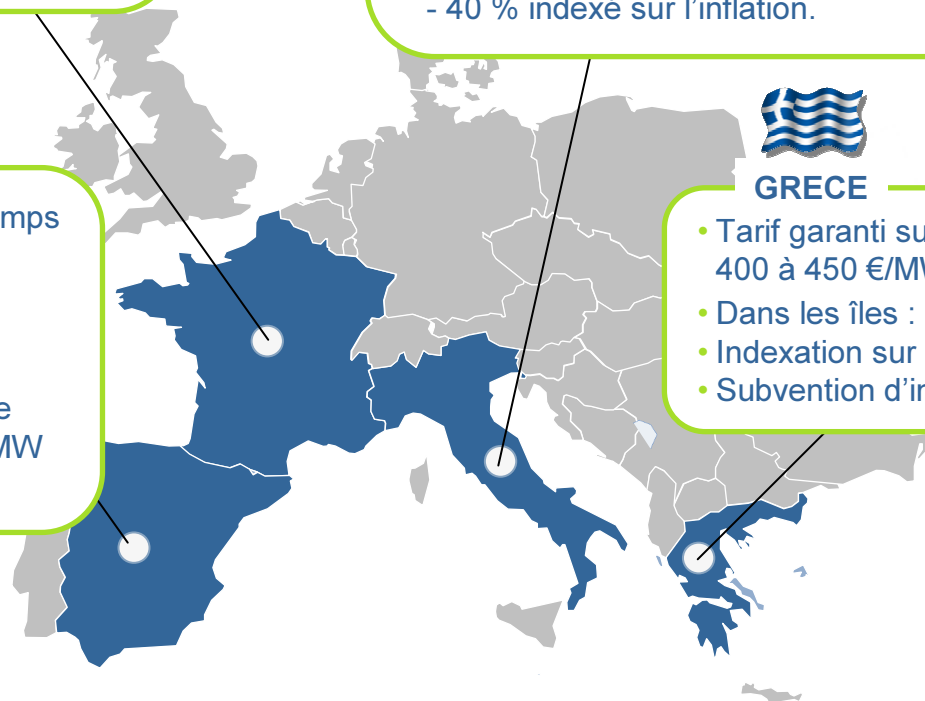 - 40 % indexé sur l'inflation.
emps
e
MW
GRECE
• Tarif garanti su
400 à 450 €/MW
• Dans les îles :
• Indexation sur
• Subvention d'in